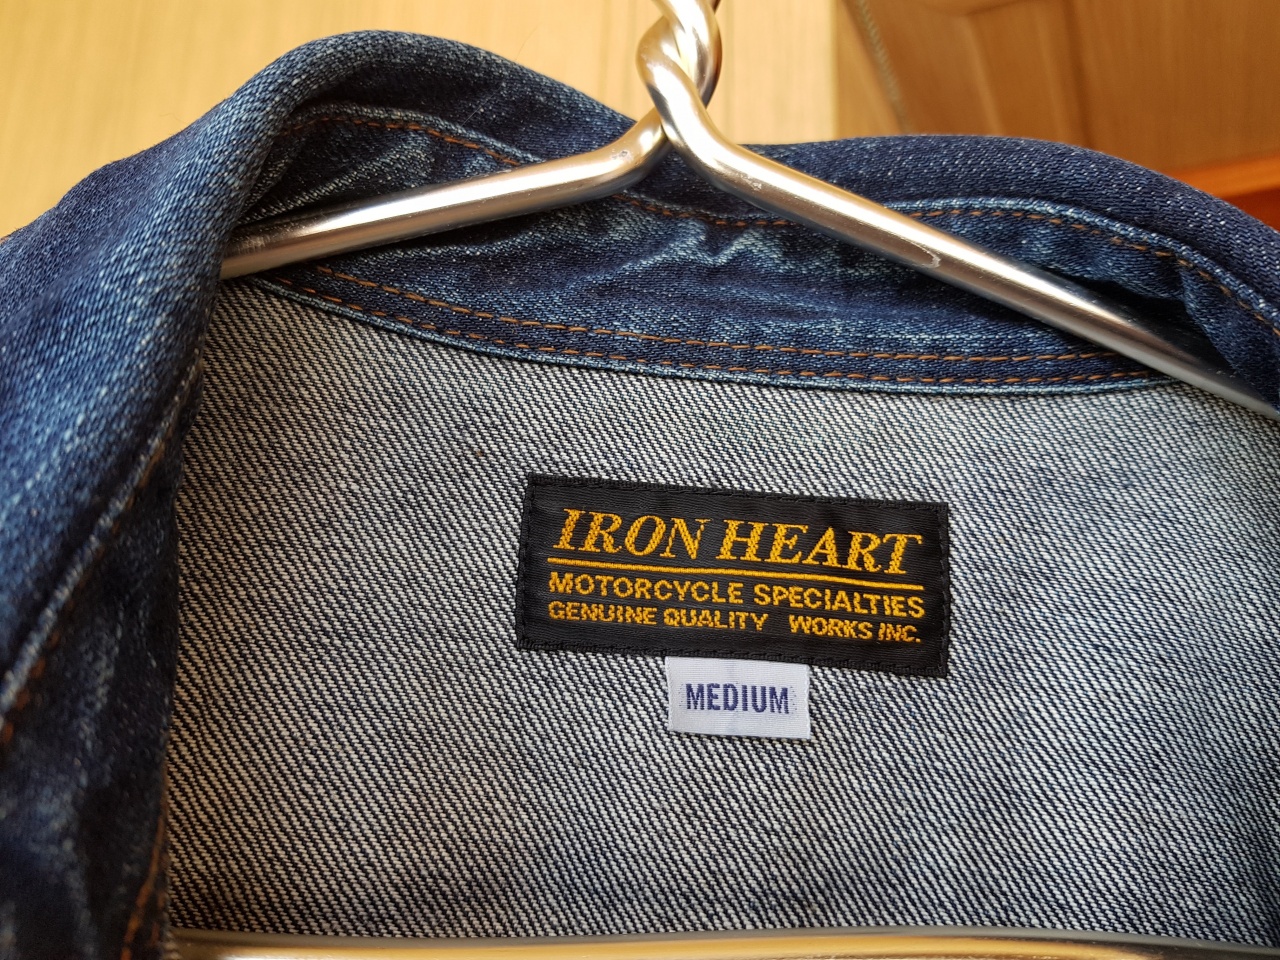 IRON HEART
MOTORCYCLE SPECIALTIES
GENUINE QUALITY WORKS INC.
MEDIUM